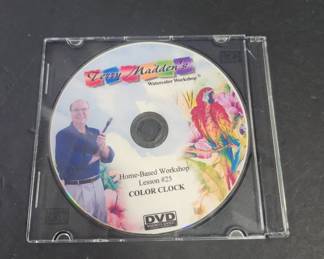 Terry Madden's
Watercolor Workshop®
Home-Based Workshop
Lesson #25
COLOR CLOCK
DVD